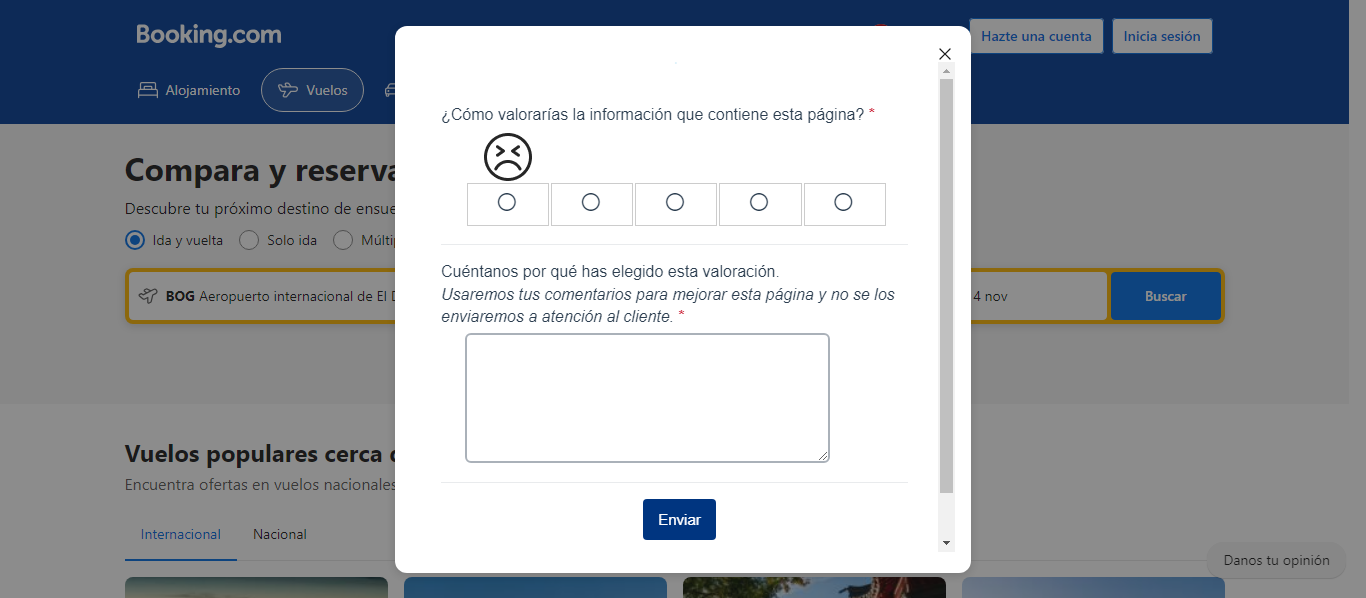 Booking.com
Hazte una cuenta
Inicia sesión
Alojamiento
Vuelos
¿Cómo valorarías la información que contiene esta página? *
Compara y reserva
Descubre tu próximo destino de
Ida y vuelta
Solo ida
Cuéntanos por qué has elegido esta valoración.
Usaremos tus comentarios para mejorar esta página y no se los
enviaremos a atención al cliente. *
BOG Aeropuerto internacional de El
4 nov
Buscar
Vuelos populares cerca
Encuentra ofertas en vuelos nacionales
Enviar
Internacional
Nacional
Danos tu opinión